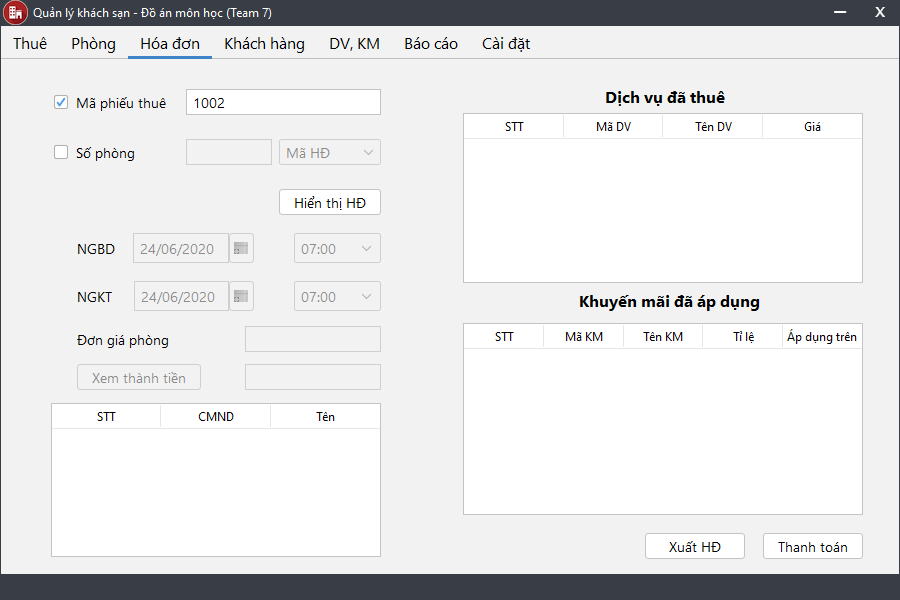 Quản lý khách sạn - Đồ án môn học (Team 7)
X
Thuê Phòng Hóa đơn Khách hàng DV, KM Báo cáo Cài đặt
Mã phiếu thuê 1002
Số phòng Mã HĐ
Hiển thị HĐ
NGBD 24/06/2020 07:00
NGKT 24/06/2020 07:00
Đơn giá phòng
Xem thành tiền
STT CMND Tên
Dịch vụ đã thuê
STT Mã DV Tên DV Giá
Khuyến mãi đã áp dụng
STT Mã KM Tên KM Tỉ lệ Áp dụng trên
Xuất HĐ Thanh toán